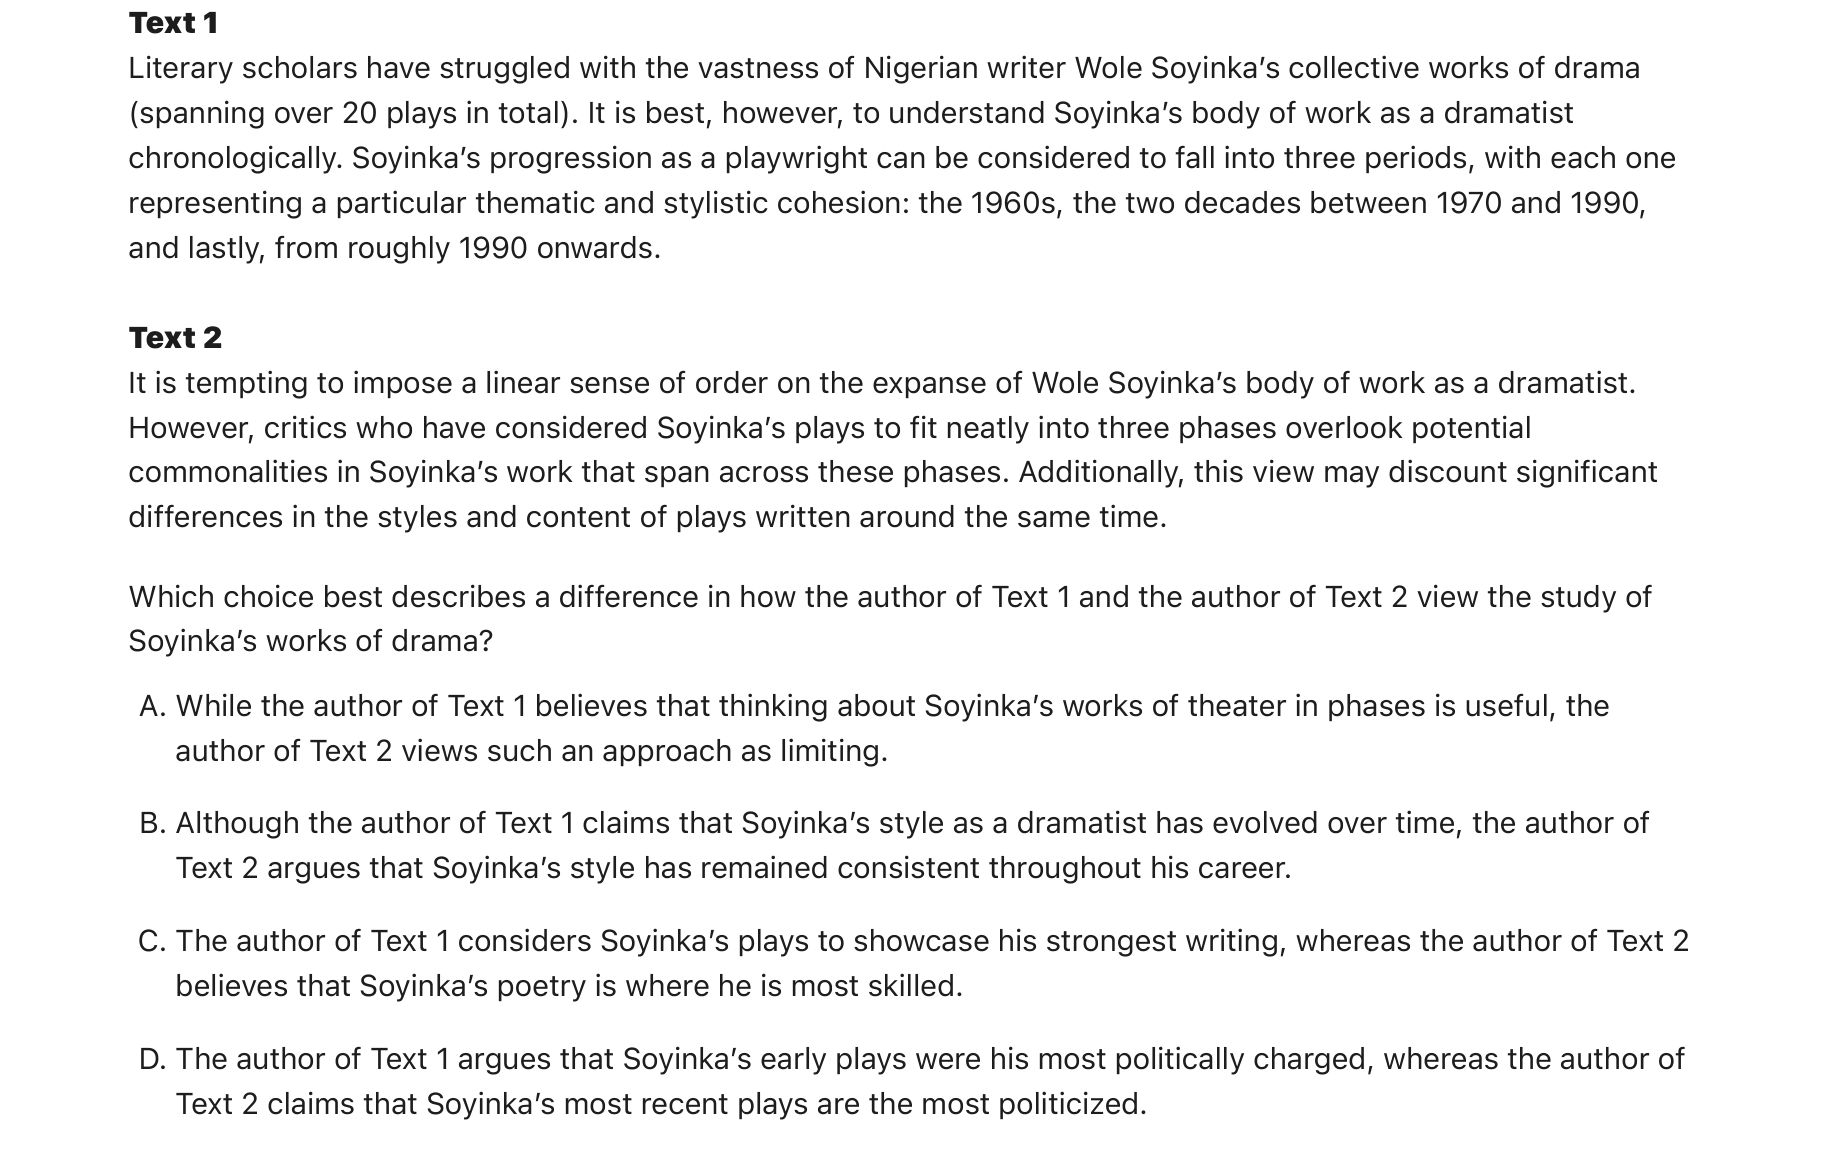 Text 1
Literary scholars have struggled with the vastness of Nigerian writer Wole Soyinka’s collective works of drama
(spanning over 20 plays in total). It is best, however, to understand Soyinka’s body of work as a dramatist
chronologically. Soyinka’s progression as a playwright can be considered to fall into three periods, with each one
representing a particular thematic and stylistic cohesion: the 1960s, the two decades between 1970 and 1990,
and lastly, from roughly 1990 onwards.
Text 2
It is tempting to impose a linear sense of order on the expanse of Wole Soyinka’s body of work as a dramatist.
However, critics who have considered Soyinka’s plays to fit neatly into three phases overlook potential
commonalities in Soyinka’s work that span across these phases. Additionally, this view may discount significant
differences in the styles and content of plays written around the same time.
Which choice best describes a difference in how the author of Text 1 and the author of Text 2 view the study of
Soyinka’s works of drama?
A. While the author of Text 1 believes that thinking about Soyinka’s works of theater in phases is useful, the
author of Text 2 views such an approach as limiting.
B. Although the author of Text 1 claims that Soyinka’s style as a dramatist has evolved over time, the author of
Text 2 argues that Soyinka’s style has remained consistent throughout his career.
C. The author of Text 1 considers Soyinka’s plays to showcase his strongest writing, whereas the author of Text 2
believes that Soyinka’s poetry is where he is most skilled.
D. The author of Text 1 argues that Soyinka’s early plays were his most politically charged, whereas the author of
Text 2 claims that Soyinka’s most recent plays are the most politicized.